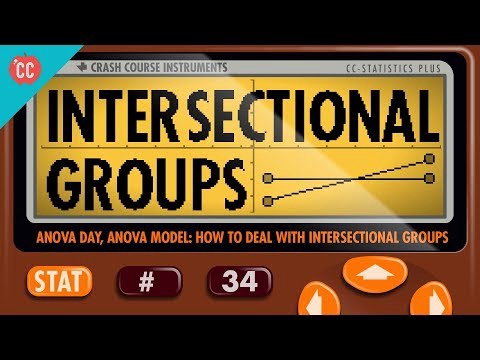 CC
CRASH COURSE INSTRUMENTS
CC-STATISTICS PLUS
INTERSECTIONAL
GROUPS
ANOVA DAY, ANOVA MODEL: HOW TO DEAL WITH INTERSECTIONAL GROUPS
STAT
#
34